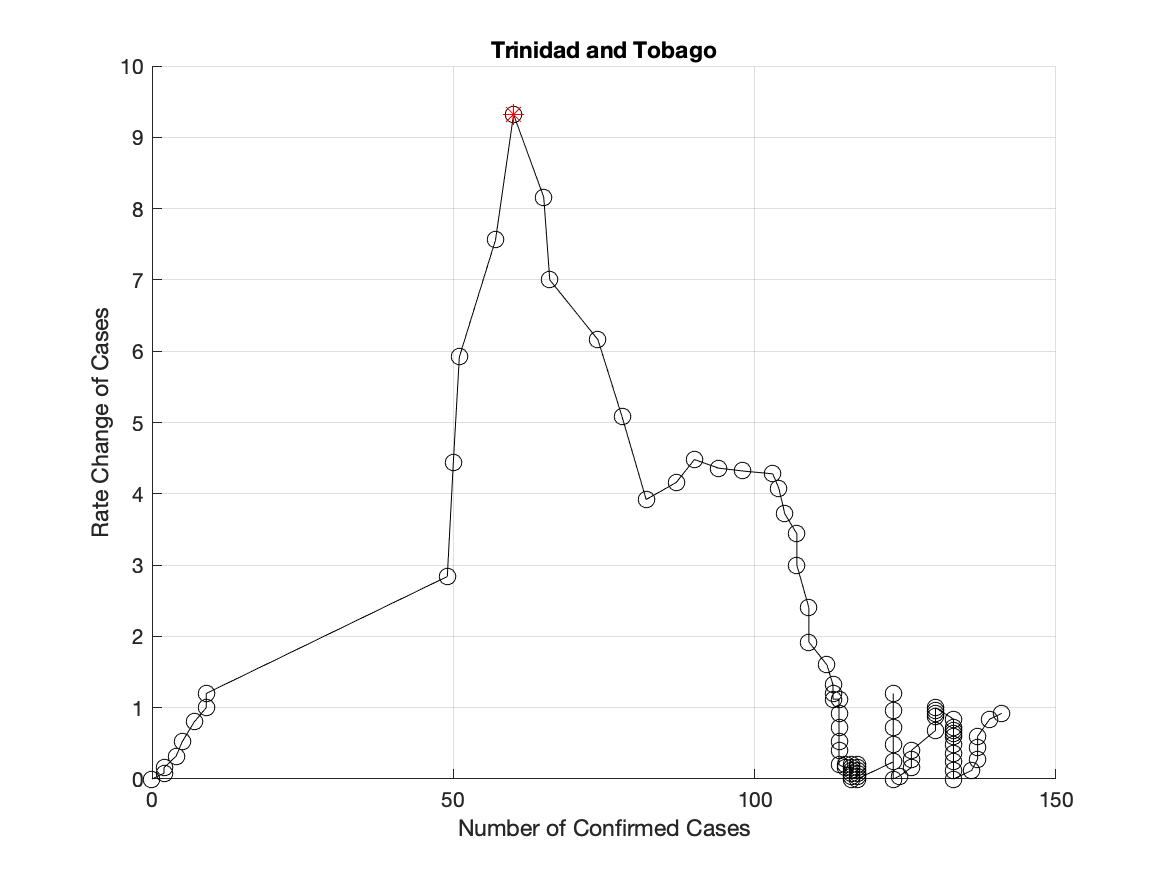 Trinidad and Tobago
10
9
8
7
6
5
4
3
2
1
0
Rate Change of Cases
0 50 100 150
Number of Confirmed Cases